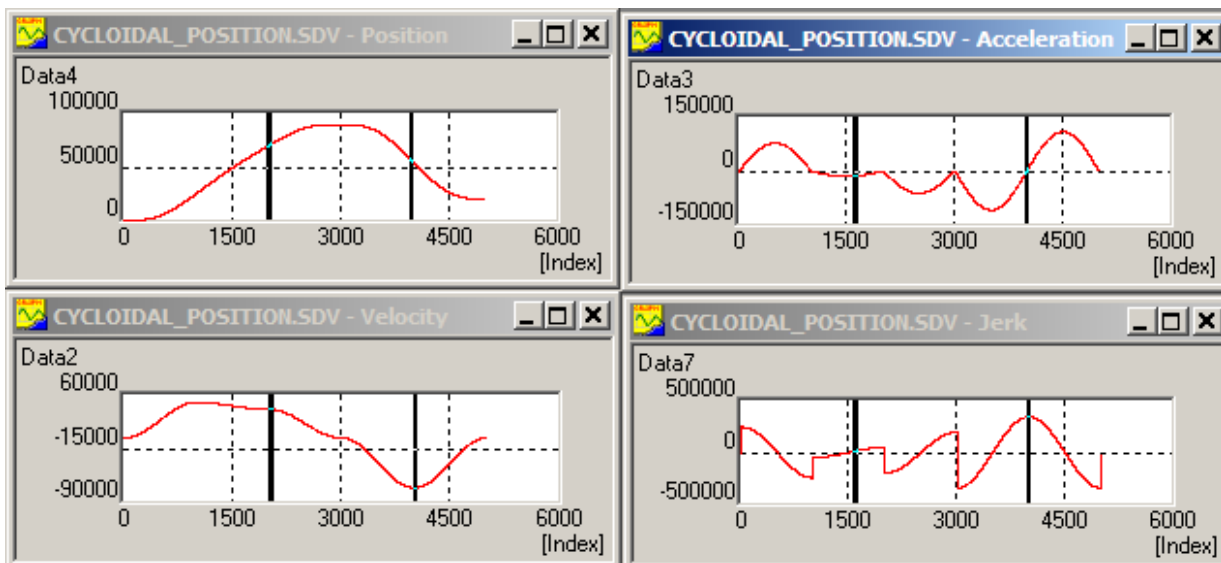 CYCLOIDAL_POSITION.SDV - Position
Data4
100000
50000
0
0 1500 3000 4500 6000
[Index]
CYCLOIDAL_POSITION.SDV - Acceleration
Data3
150000
0
-150000
0 1500 3000 4500 6000
[Index]
CYCLOIDAL_POSITION.SDV - Velocity
Data2
60000
-15000
-90000
0 1500 3000 4500 6000
[Index]
CYCLOIDAL_POSITION.SDV - Jerk
Data7
500000
0
-500000
0 1500 3000 4500 6000
[Index]